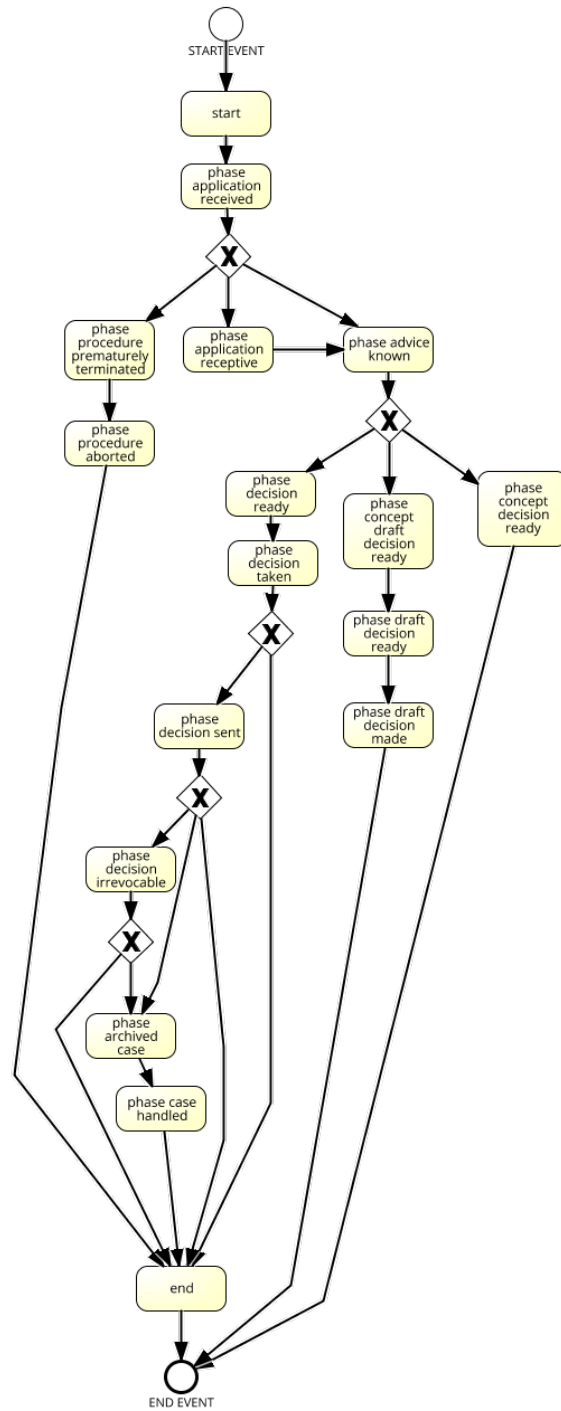 START EVENT
start
phase
application
received
X
phase
procedure
prematurely
terminated
phase
application
receptive
phase advice
known
phase
procedure
aborted
X
phase
decision
ready
phase
concept
draft
decision
ready
phase
concept
decision
ready
phase
decision
taken
X
phase draft
decision
ready
phase
decision sent
phase draft
decision
made
X
phase
decision
irrevocable
X
phase
archived
case
phase case
handled
end
END EVENT